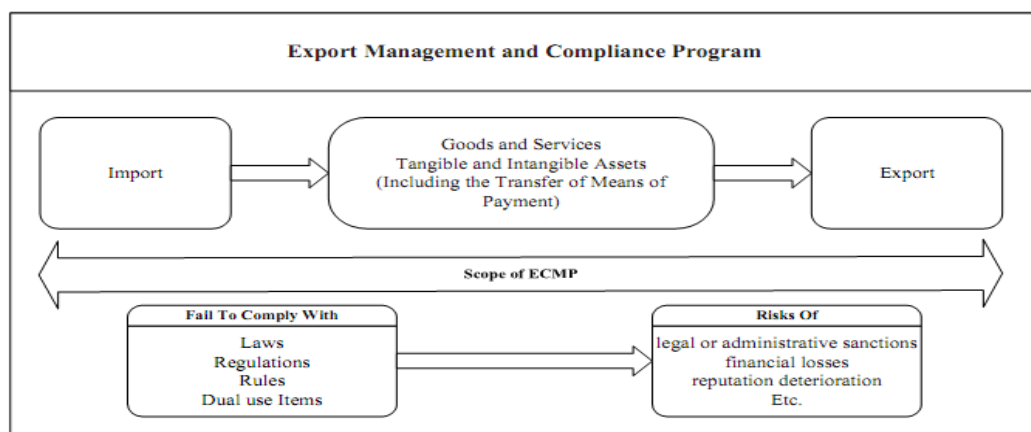 Export Management and Compliance Program
Import
Goods and Services
Tangible and Intangible Assets
(Including the Transfer of Means of
Payment)
Export
Scope of ECMP
Fail To Comply With
Laws
Regulations
Rules
Dual use Items
Risks Of
legal or administrative sanctions
financial losses
reputation deterioration
Etc.